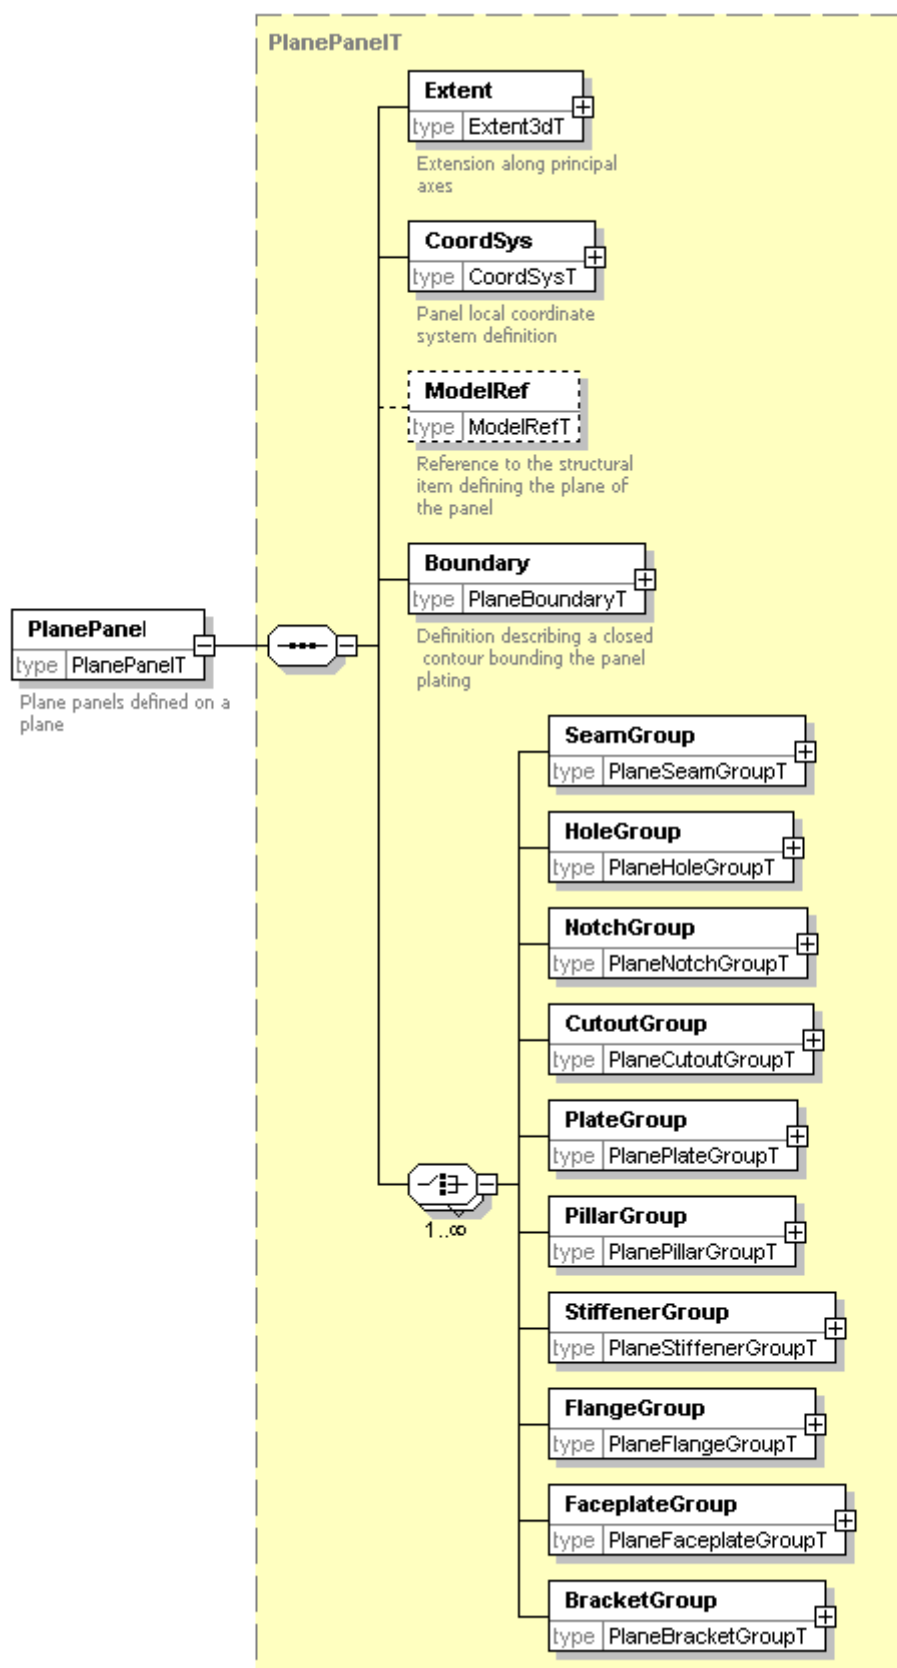 PlanePanelT
Extent
type Extent3dT
Extension along principal
axes
CoordSys
type CoordSysT
Panel local coordinate
system definition
ModelRef
type ModelRefT
Reference to the structural
item defining the plane of
the panel
Boundary
type PlaneBoundaryT
Definition describing a closed
contour bounding the panel
plating
PlanePanel
type PlanePanelT
Plane panels defined on a
plane
SeamGroup
type PlaneSeamGroupT
HoleGroup
type PlaneHoleGroupT
NotchGroup
type PlaneNotchGroupT
CutoutGroup
type PlaneCutoutGroupT
PlateGroup
type PlanePlateGroupT
1..∞
PillarGroup
type PlanePillarGroupT
StiffenerGroup
type PlaneStiffenerGroupT
FlangeGroup
type PlaneFlangeGroupT
FaceplateGroup
type PlaneFaceplateGroupT
BracketGroup
type PlaneBracketGroupT